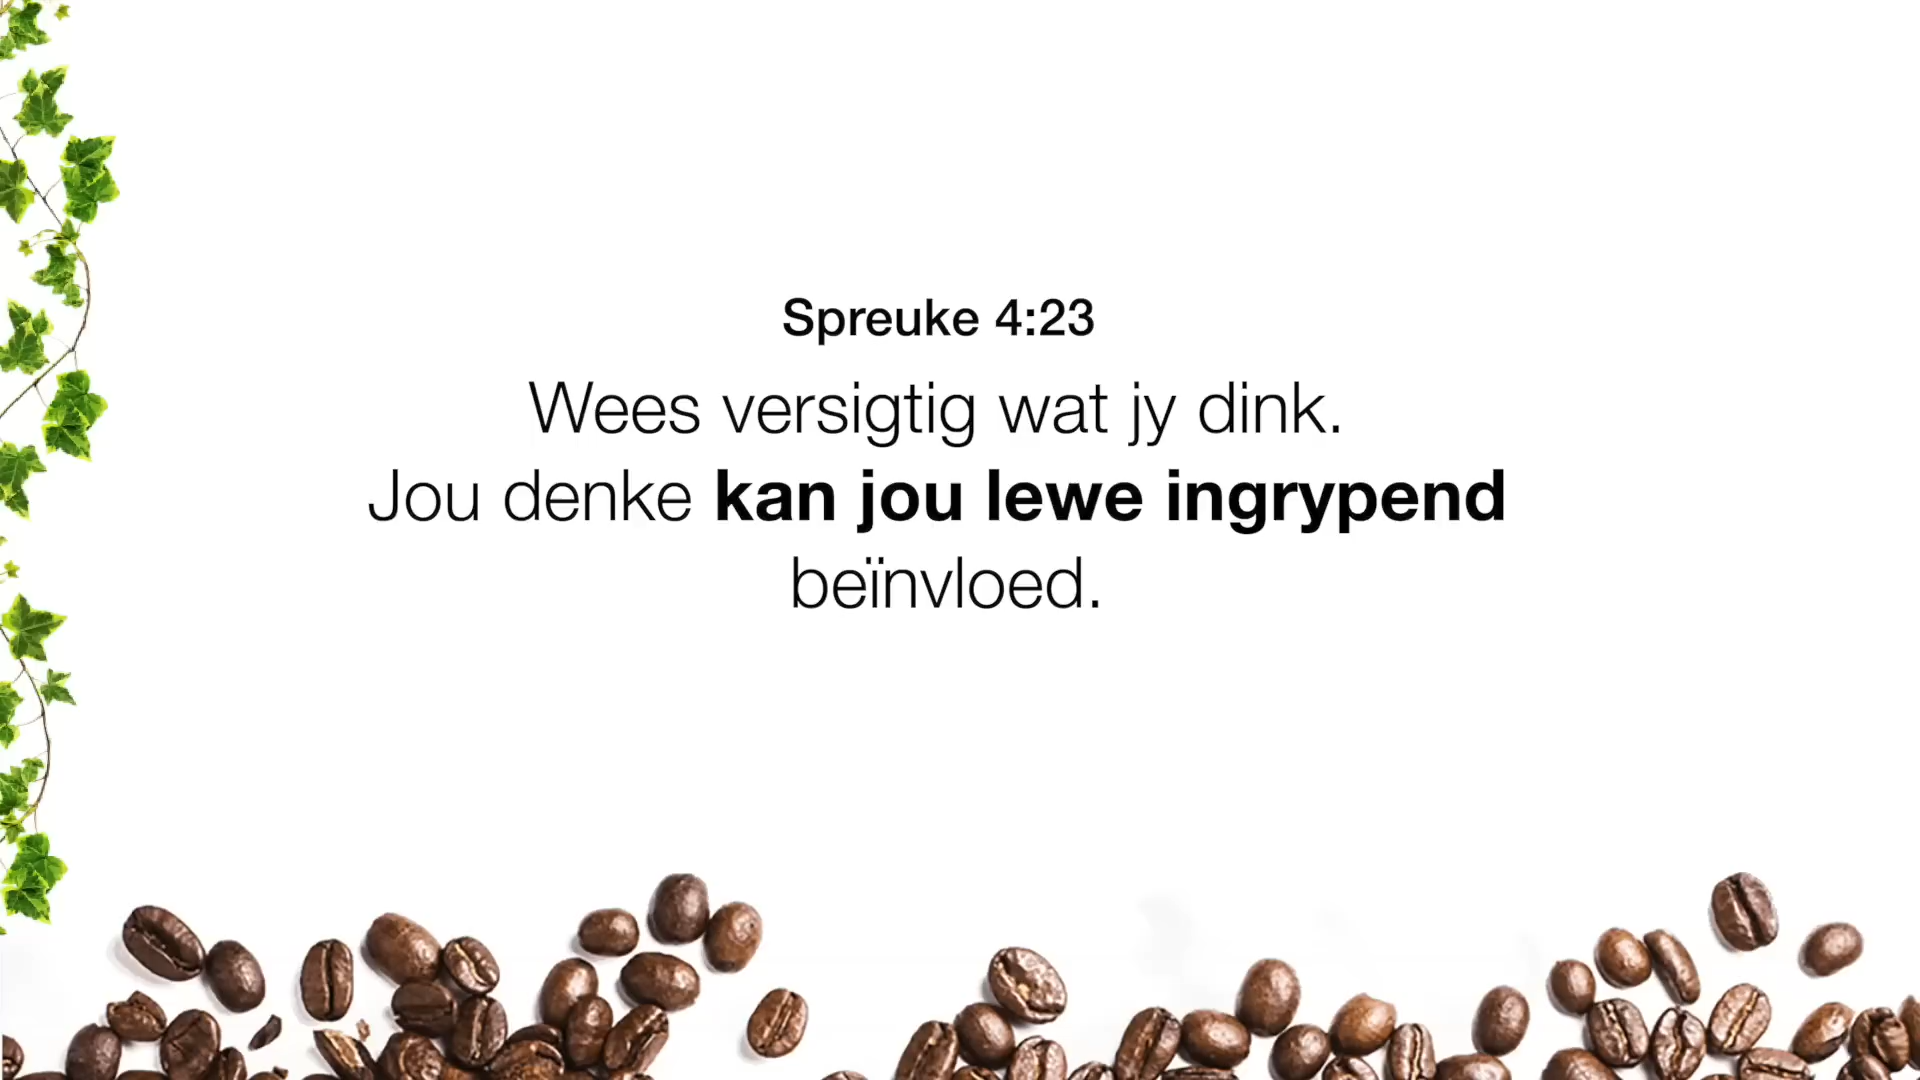 Spreuke 4:23
Wees versigtig wat jy dink.
Jou denke kan jou lewe ingrypend
beïnvloed.